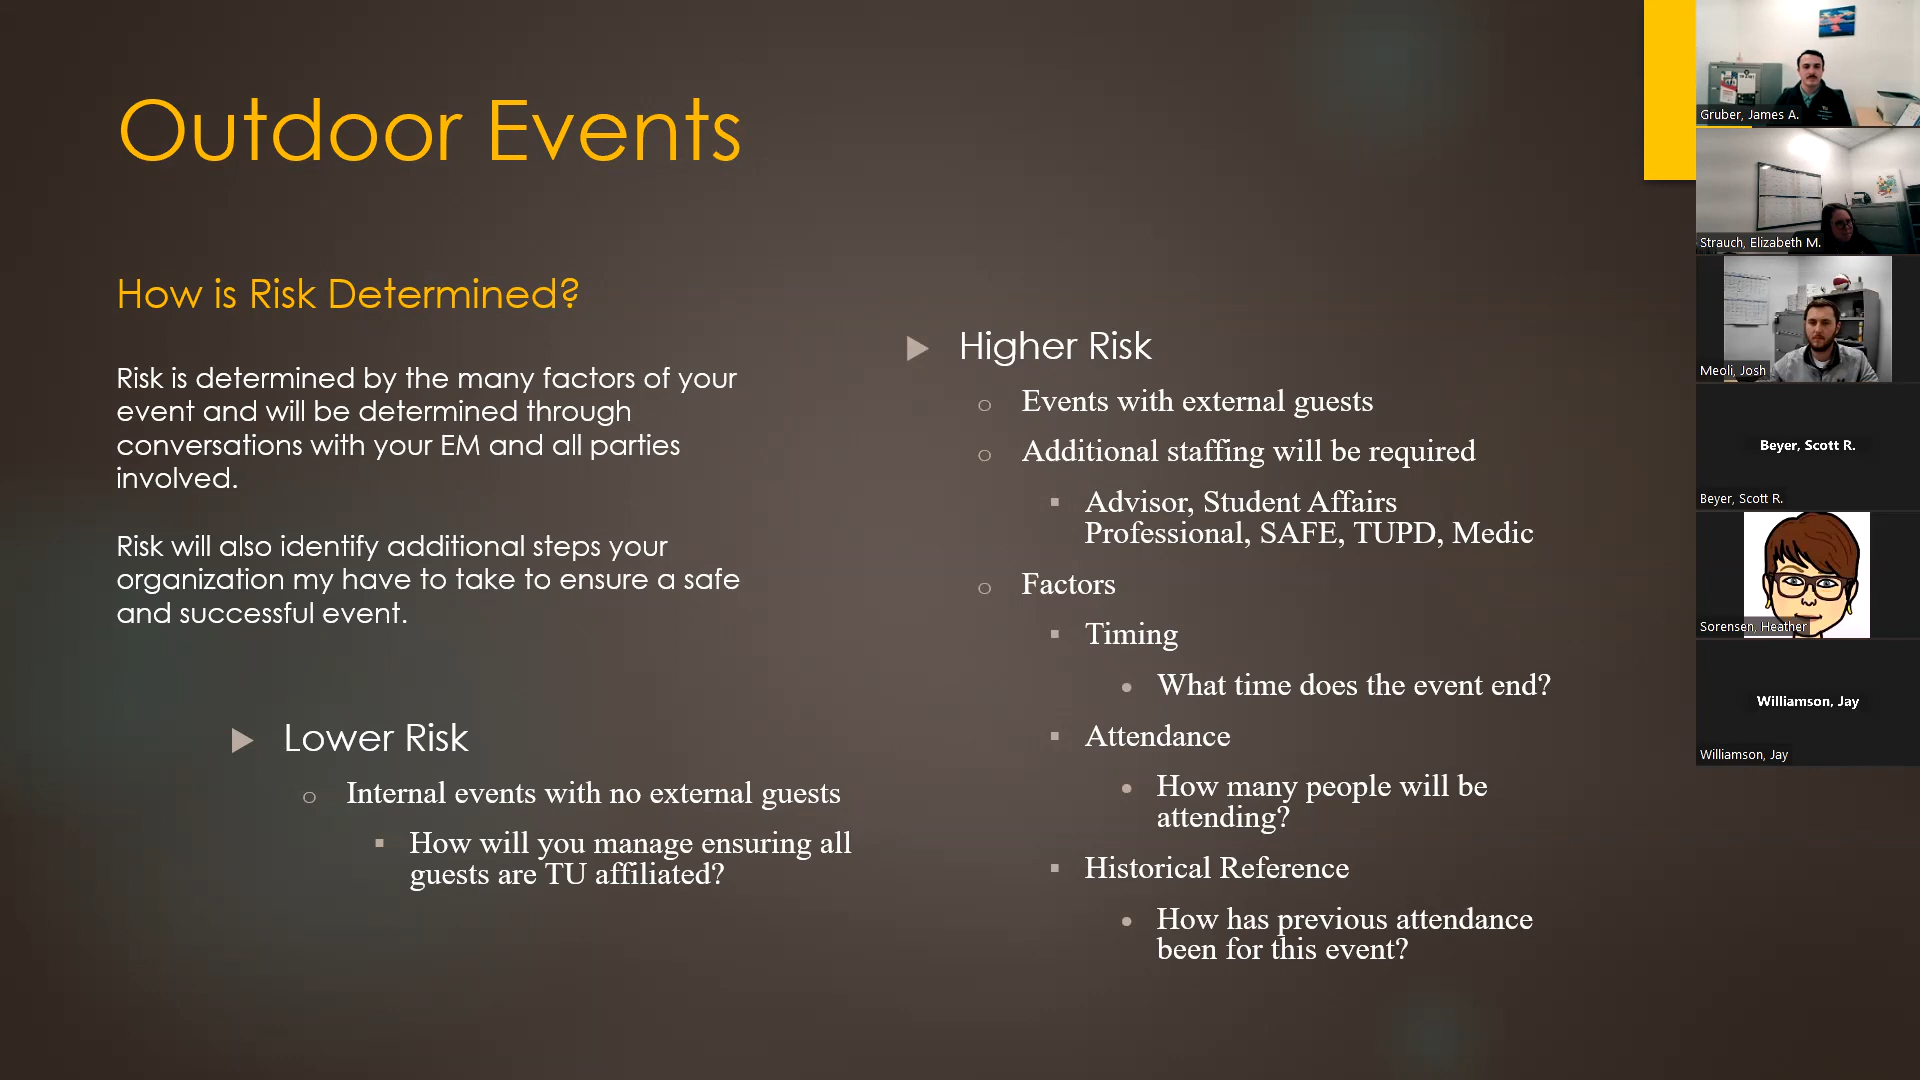 Outdoor Events
How is Risk Determined?
Risk is determined by the many factors of your
event and will be determined through
conversations with your EM and all parties
involved.
Risk will also identify additional steps your
organization my have to take to ensure a safe
and successful event.
Lower Risk
Internal events with no external guests
How will you manage ensuring all
guests are TU affiliated?
Higher Risk
Events with external guests
Additional staffing will be required
Advisor, Student Affairs
Professional, SAFE, TUPD, Medic
Factors
Timing
What time does the event end?
Attendance
How many people will be
attending?
Historical Reference
How has previous attendance
been for this event?
Gruber, James A.
Strauch, Elizabeth M.
Meoli, Josh
Beyer, Scott R.
Beyer, Scott R.
Sorensen, Heather
Williamson, Jay
Williamson, Jay